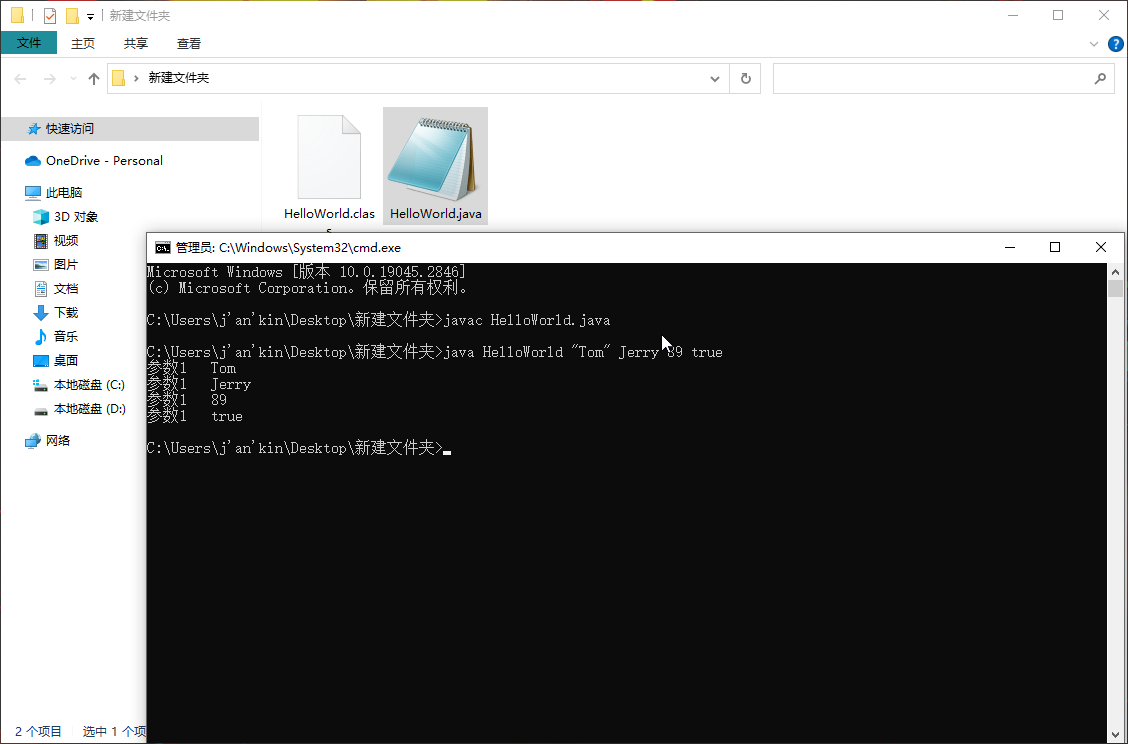 新建文件夹
文件 主页 共享 查看
新建文件夹
快速访问
OneDrive - Personal
此电脑
3D 对象
视频
图片
文档
下载
音乐
桌面
本地磁盘 (C:)
本地磁盘 (D:)
网络
HelloWorld.clas
s
HelloWorld.java
管理员: C:\Windows\System32\cmd.exe
Microsoft Windows [版本 10.0.19045.2846]
(c) Microsoft Corporation。保留所有权利。
C:\Users\j'an'kin\Desktop\新建文件夹>javac HelloWorld.java
C:\Users\j'an'kin\Desktop\新建文件夹>java HelloWorld "Tom" Jerry 89 true
参数1 Tom
参数1 Jerry
参数1 89
参数1 true
C:\Users\j'an'kin\Desktop\新建文件夹>
2 个项目 选中 1 个项